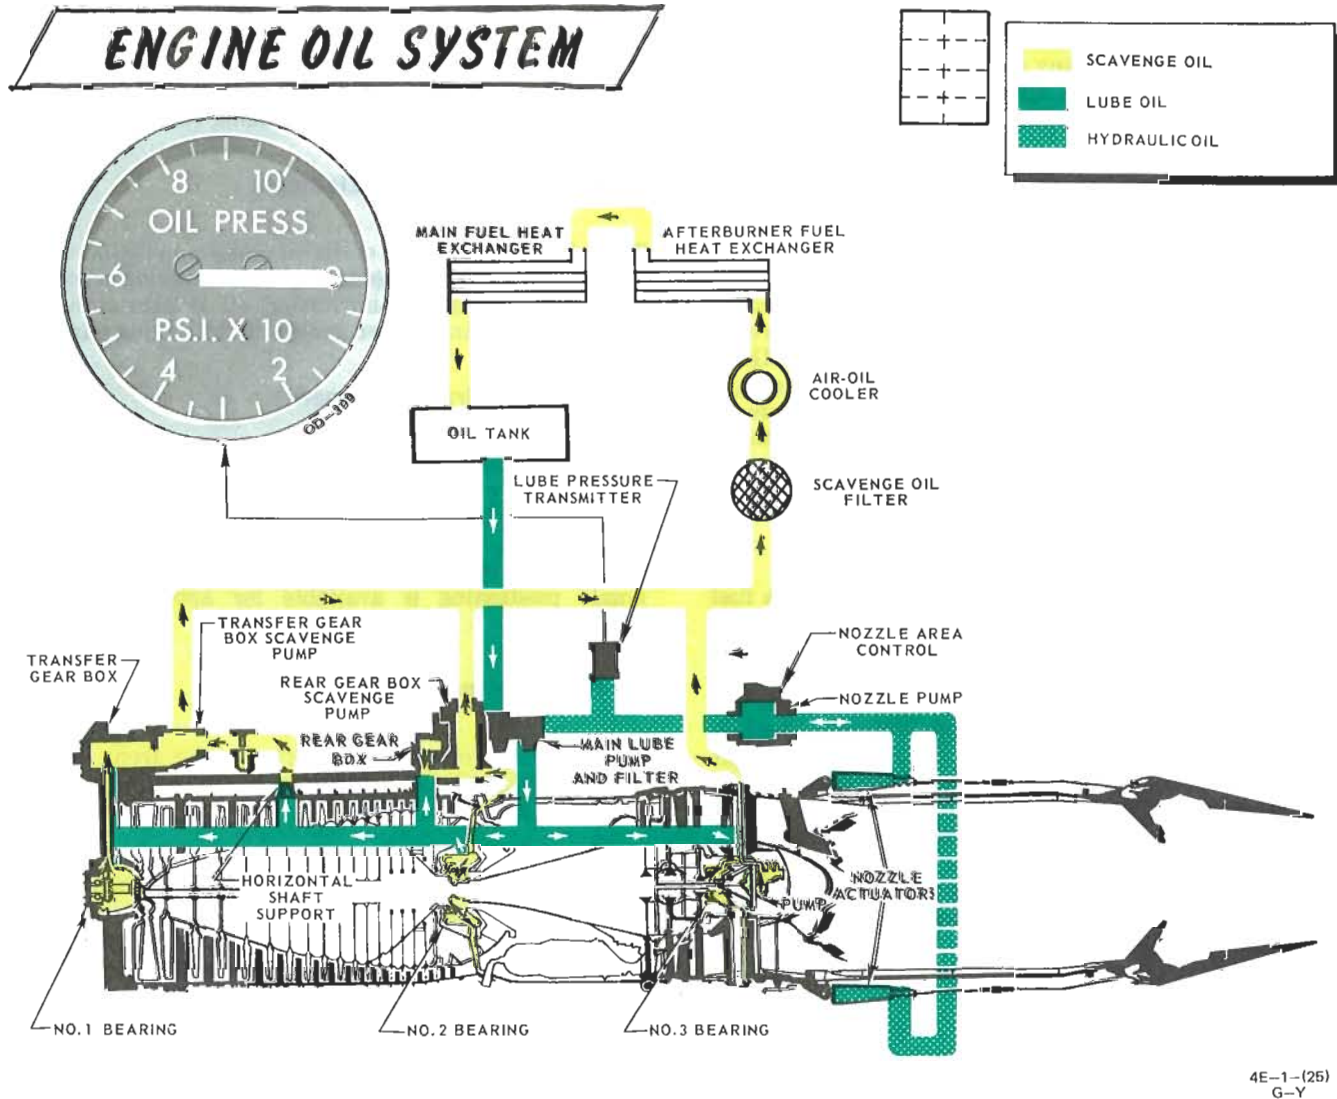 ENGINE OIL SYSTEM
SCAVENGE OIL
LUBE OIL
HYDRAULIC OIL
8 10
OIL PRESS
6 0
P.S.I. X 10
4 2
OD-399
MAIN FUEL HEAT
EXCHANGER
AFTERBURNER FUEL
HEAT EXCHANGER
AIR-OIL
COOLER
OIL TANK
LUBE PRESSURE
TRANSMITTER
SCAVENGE OIL
FILTER
TRANSFER GEAR
BOX SCAVENGE
PUMP
TRANSFER
GEAR BOX
REAR GEAR BOX
SCAVENGE
PUMP
NOZZLE AREA
CONTROL
NOZZLE PUMP
REAR GEAR
BOX
MAIN LUBE
PUMP
AND FILTER
HORIZONTAL
SHAFT
SUPPORT
NOZZLE
ACTUATORS
PUMP
NO.1 BEARING
NO.2 BEARING
NO.3 BEARING
4E-1-(25)
G-Y